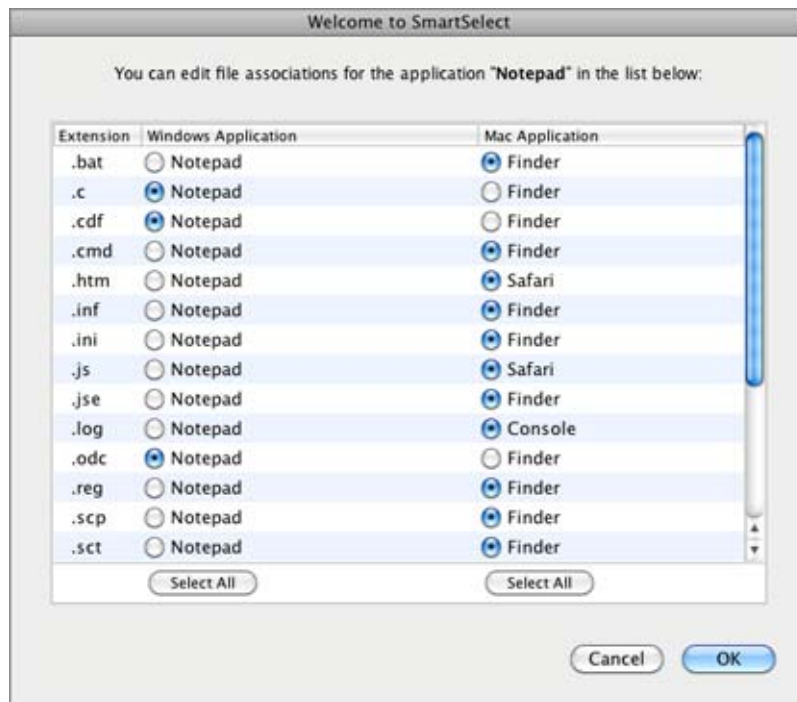 Welcome to SmartSelect
You can edit file associations for the application "Notepad" in the list below:
Extension Windows Application Mac Application
.bat Notepad Finder
.c Notepad Finder
.cdf Notepad Finder
.cmd Notepad Finder
.htm Notepad Safari
.inf Notepad Finder
.ini Notepad Finder
.js Notepad Safari
.jse Notepad Finder
.log Notepad Console
.odc Notepad Finder
.reg Notepad Finder
.scp Notepad Finder
.sct Notepad Finder
Select All Select All
Cancel OK